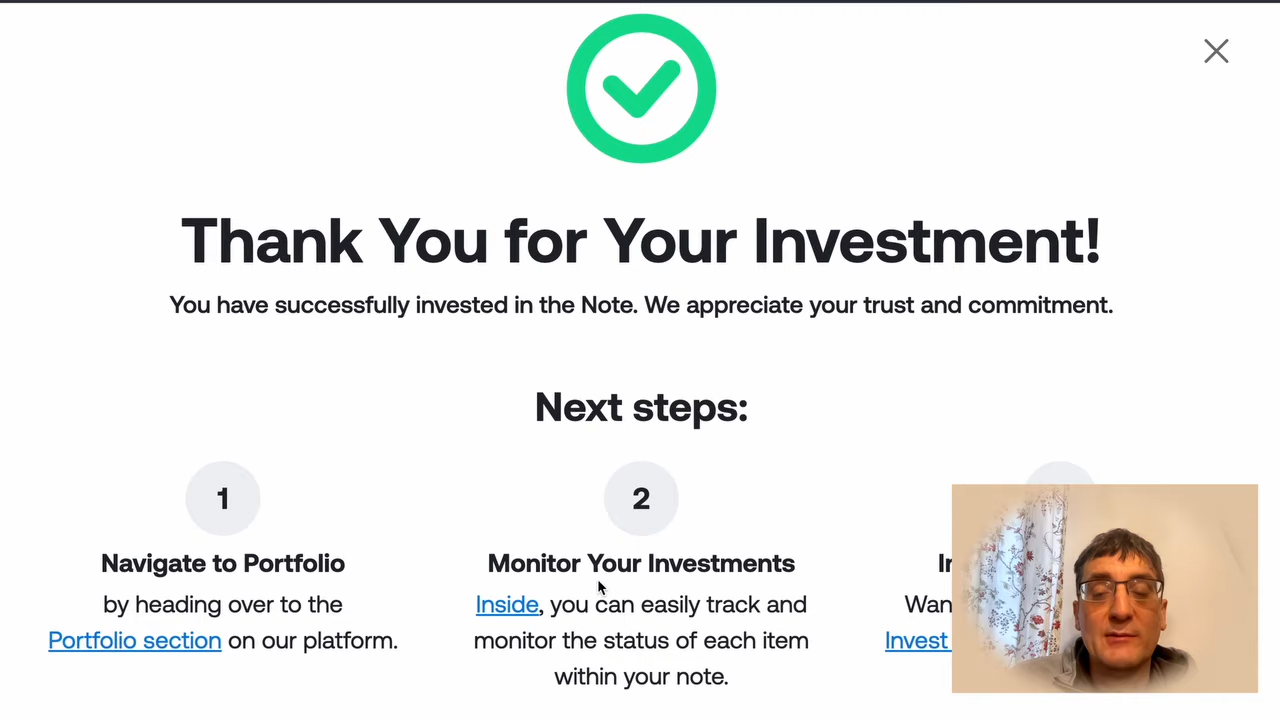 Thank You for Your Investment!
You have successfully invested in the Note. We appreciate your trust and commitment.
Next steps:
1
Navigate to Portfolio
by heading over to the
Portfolio section on our platform.
2
Monitor Your Investments
Inside, you can easily track and
monitor the status of each item
within your note.
Invest